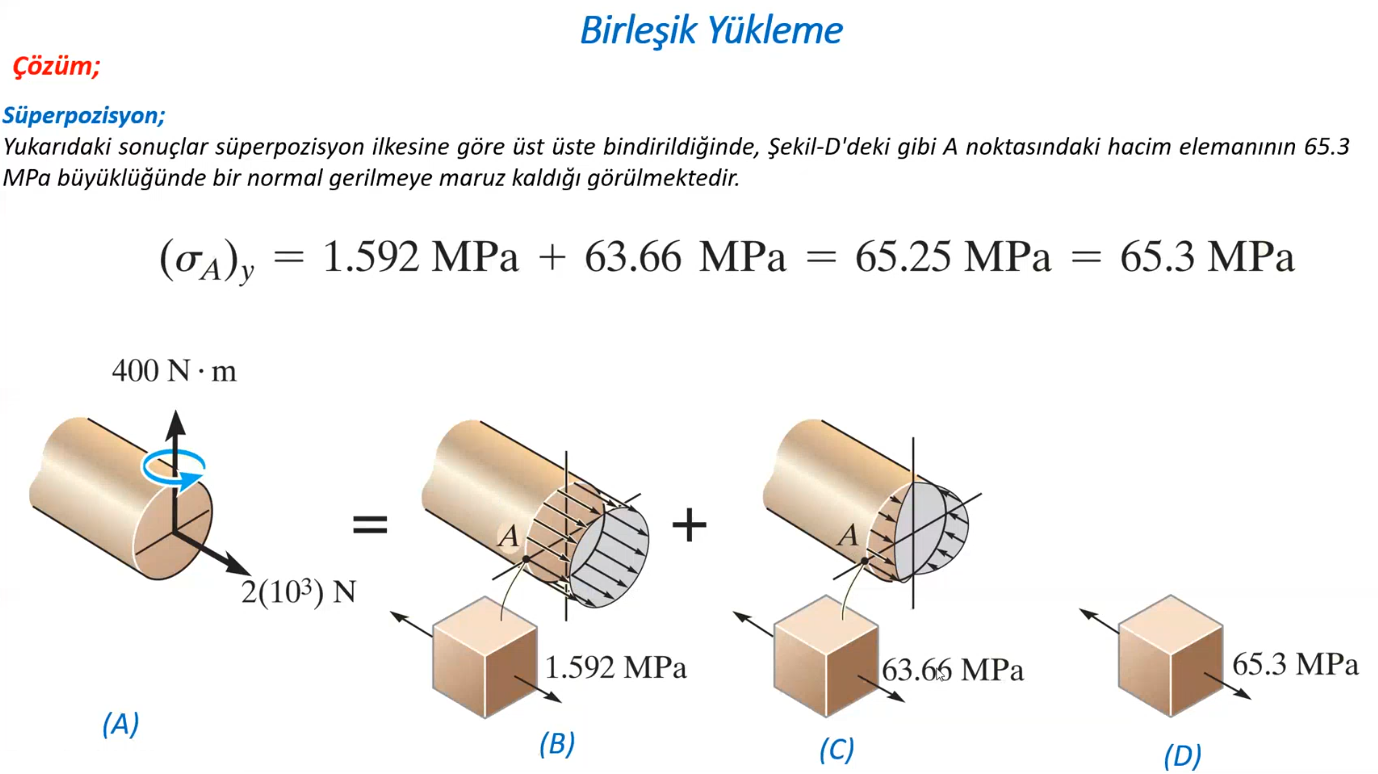 Birleşik Yükleme
Çözüm;
Süperpozisyon;
Yukarıdaki sonuçlar süperpozisyon ilkesine göre üst üste bindirildiğinde, Şekil-D'deki gibi A noktasındaki hacim elemanının 65.3
MPa büyüklüğünde bir normal gerilmeye maruz kaldığı görülmektedir.
(σA)y = 1.592 MPa + 63.66 MPa = 65.25 MPa = 65.3 MPa
400 N · m
2(10³) N
=
A
+
A
1.592 MPa
63.66 MPa
65.3 MPa
(A)
(B)
(C)
(D)